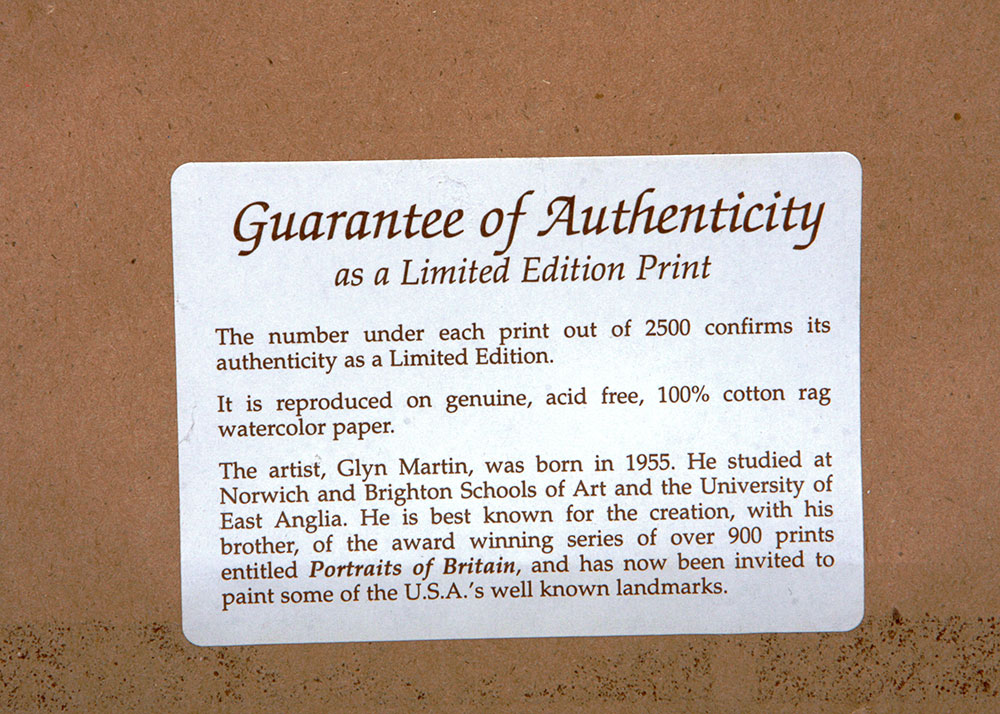 Guarantee of Authenticity
as a Limited Edition Print
The number under each print out of 2500 confirms its
authenticity as a Limited Edition.
It is reproduced on genuine, acid free, 100% cotton rag
watercolor paper.
The artist, Glyn Martin, was born in 1955. He studied at
Norwich and Brighton Schools of Art and the University of
East Anglia. He is best known for the creation, with his
brother, of the award winning series of over 900 prints
entitled Portraits of Britain, and has now been invited to
paint some of the U.S.A.'s well known landmarks.